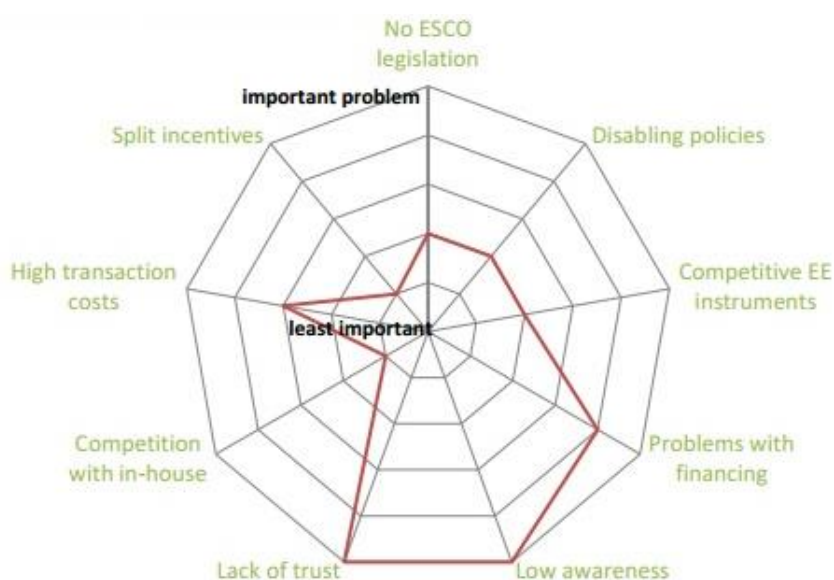 No ESCO
legislation
important problem
Split incentives
Disabling policies
High transaction
costs
Competitive EE
instruments
least important
Competition
with in-house
Problems with
financing
Lack of trust
Low awareness